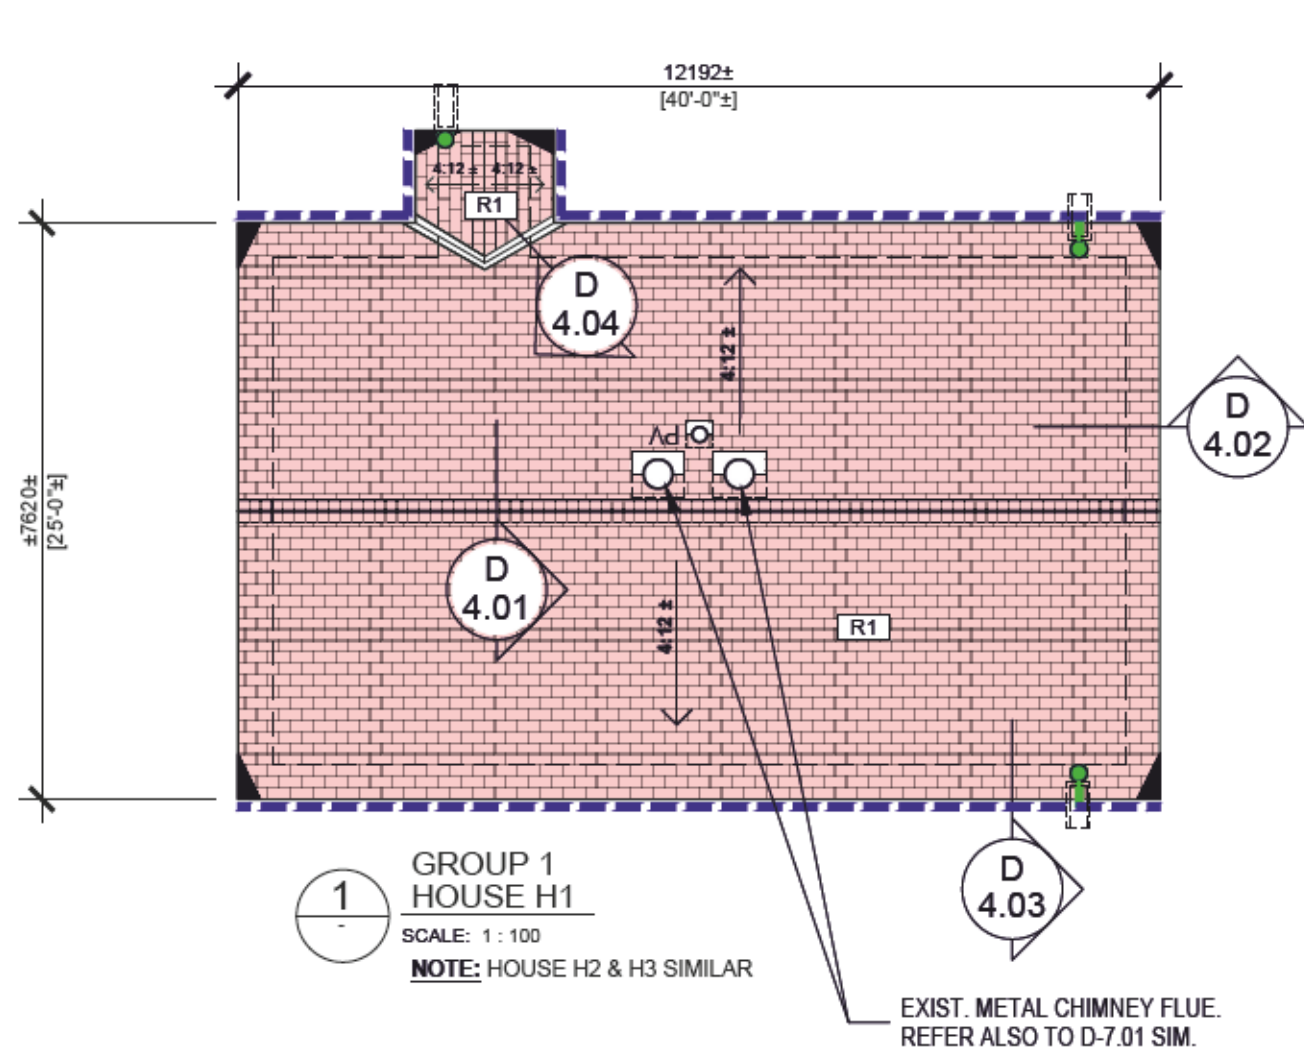 12192±
[40'-0"±]
4:12 ± 4:12 ±
R1
D
4.04
4:12 ±
D
4.02
PV
±7620±
[25'-0"±]
D
4.01
4:12 ±
R1
D
4.03
1
-
GROUP 1
HOUSE H1
SCALE: 1 : 100
NOTE: HOUSE H2 & H3 SIMILAR
EXIST. METAL CHIMNEY FLUE.
REFER ALSO TO D-7.01 SIM.